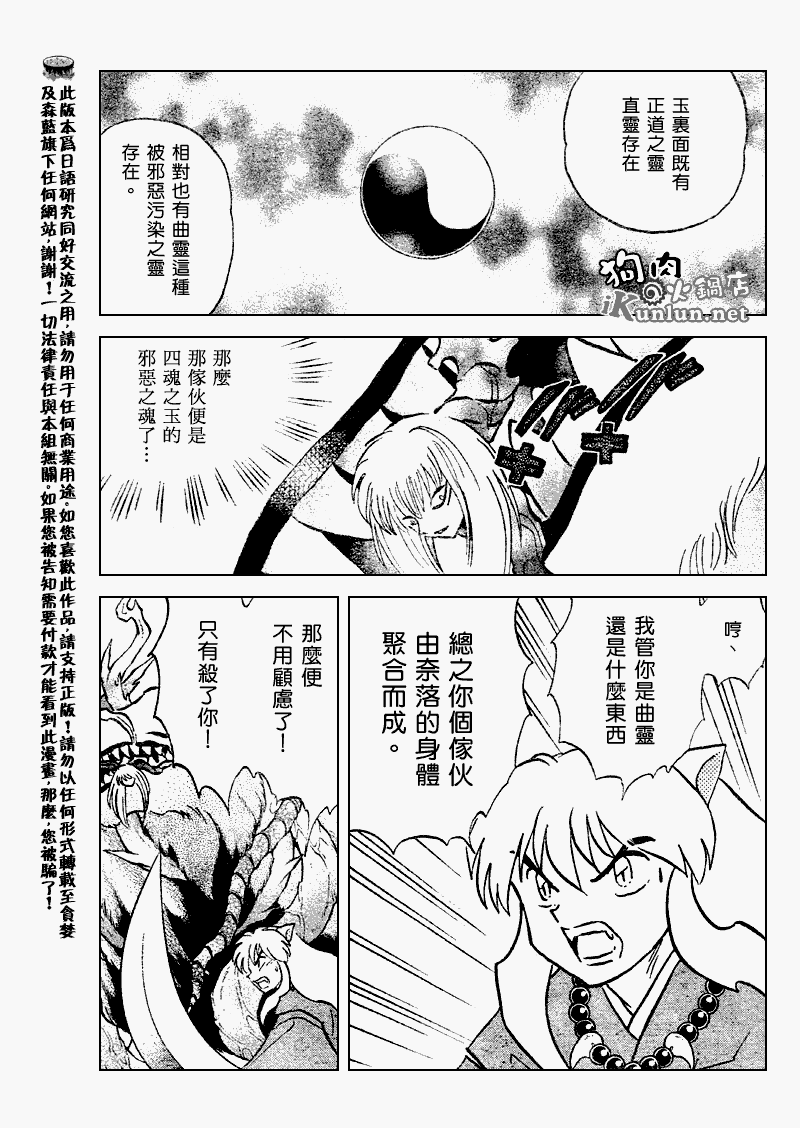 玉裏面既有
正道之靈
直靈存在
相對也有曲靈這種
被邪惡污染之靈
存在。
狗肉
火鍋店
iKunlun.net
那麼
那傢伙便是
四魂之玉的
邪惡之魂了…
哼、
我管你是曲靈
還是什麼東西
總之你個傢伙
由奈落的身體
聚合而成。
那麼便
不用顧慮了！
只有殺了你！
此版本爲日語研究同好交流之用，請勿用于任何商業用途。如您喜歡此作品，請支持正版！請勿以任何形式轉載至貪婪
及森藍旗下任何網站，謝謝！一切法律責任與本組無關。如果您被告知需要付款才能看到此漫畫，那麼，您被騙了！